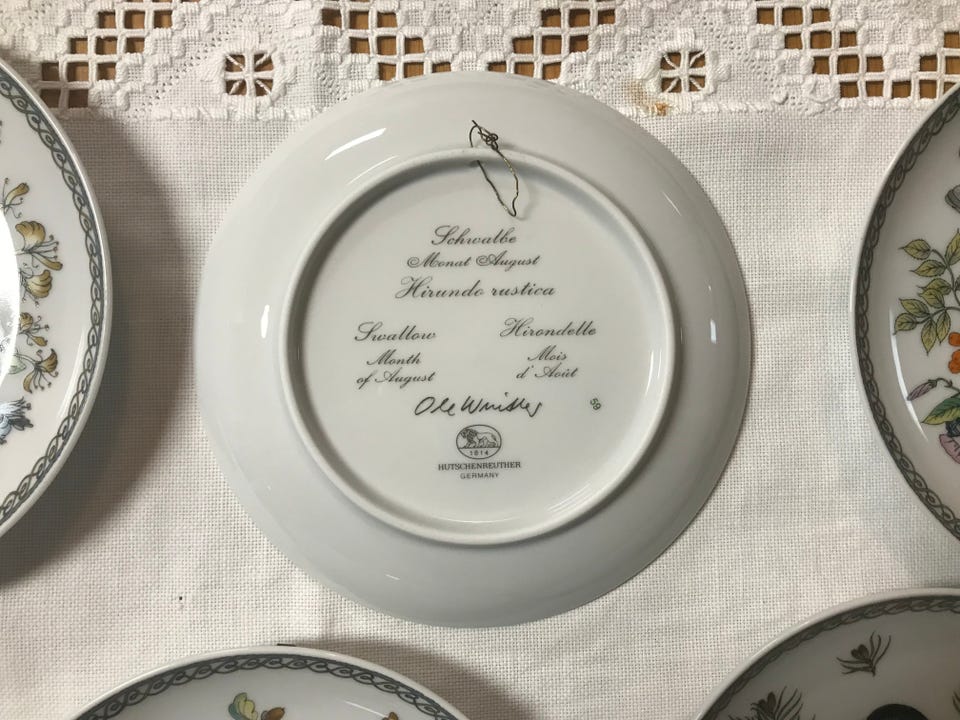 Schwalbe
Monat August
Hirundo rustica
Swallow
Month
of August
Hirondelle
Mois
d' Août
Ole Winther
59
1814
HUTSCHENREUTHER
GERMANY